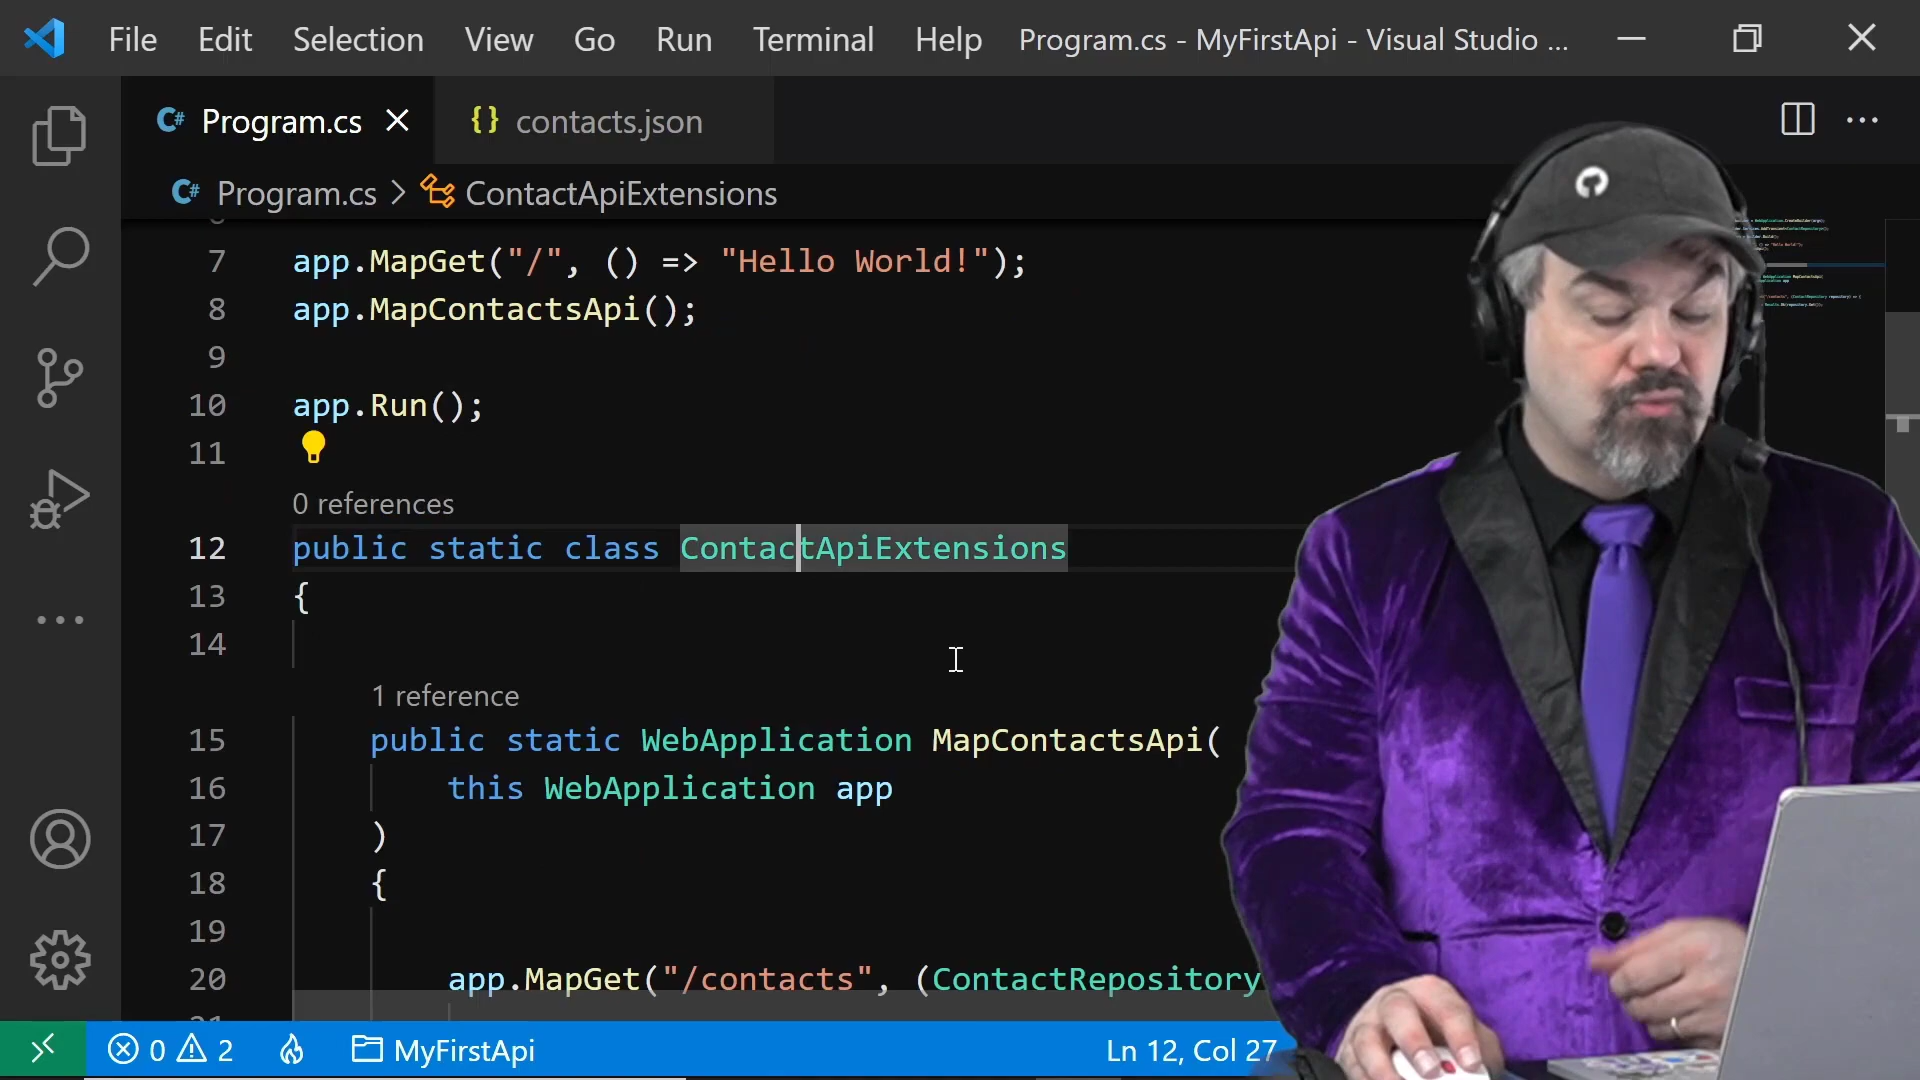 File Edit Selection View Go Run Terminal Help Program.cs - MyFirstApi - Visual Studio ...
C# Program.cs {} contacts.json
C# Program.cs > ContactApiExtensions
7 app.MapGet("/", () => "Hello World!");
8 app.MapContactsApi();
9
10 app.Run();
11
0 references
12 public static class ContactApiExtensions
13 {
14
1 reference
15 public static WebApplication MapContactsApi(
16 this WebApplication app
17 )
18 {
19
20 app.MapGet("/contacts", (ContactRepository
0 2 MyFirstApi Ln 12, Col 27